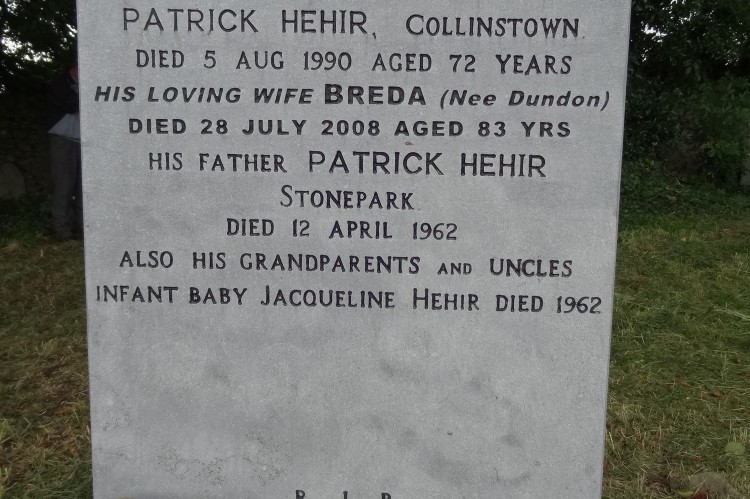 PATRICK HEHIR, COLLINSTOWN
DIED 5 AUG 1990 AGED 72 YEARS
HIS LOVING WIFE BREDA (Nee Dundon)
DIED 28 JULY 2008 AGED 83 YRS
HIS FATHER PATRICK HEHIR
STONEPARK
DIED 12 APRIL 1962
ALSO HIS GRANDPARENTS AND UNCLES
INFANT BABY JACQUELINE HEHIR DIED 1962
R. I. P.